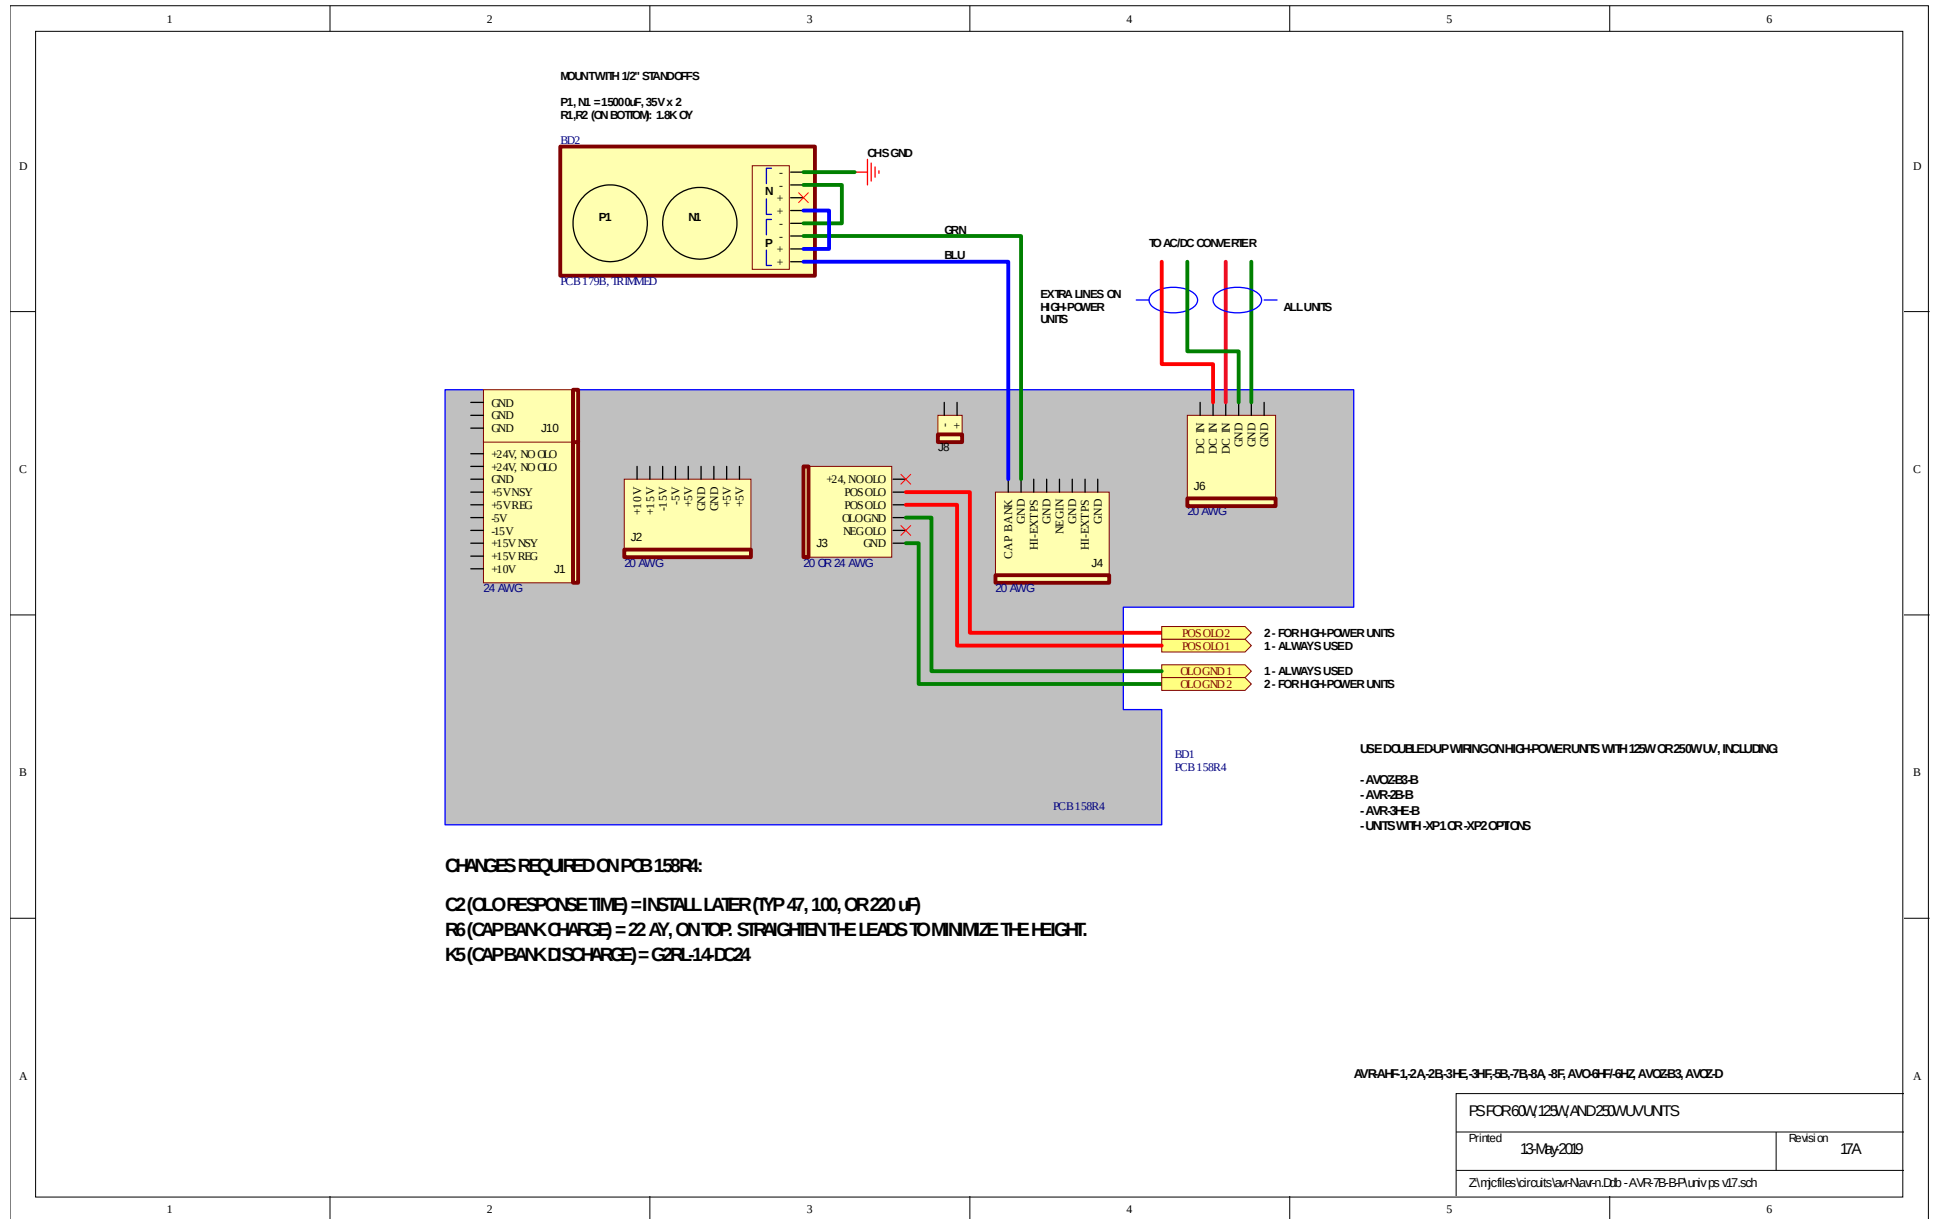 1 2 3 4 5 6
MOUNT WITH 1/2" STANDOFFS
P1, N1 = 15000uF, 35V x 2
R1,R2 (ON BOTTOM): 1.8K OY
BD2
CHS GND
D D
-
-
N
+
+
-
-
P
+
+
P1 N1
GRN
BLU
PCB 179B, TRIMMED
TO AC/DC CONVERTER
EXTRA LINES ON
HIGH-POWER
UNITS
ALL UNITS
GND
GND
GND J10
+24V, NO OLO
+24V, NO OLO
GND
+5V NSY
+5V REG
-5V
-15V
+15V NSY
+15V REG
+10V J1
24 AWG
C C
+10V
+15V
-15V
-5V
+5V
GND
GND
+5V
+5V
J2
20 AWG
+24, NO OLO
POS OLO
POS OLO
OLO GND
NEG OLO
GND
J3
20 OR 24 AWG
- +
J8
CAP BANK
GND
HI-EXT PS
GND
NEG IN
GND
HI-EXT PS
GND
J4
20 AWG
DC IN
DC IN
DC IN
GND
GND
GND
J6
20 AWG
POS OLO 2 2 - FOR HIGH-POWER UNITS
POS OLO 1 1 - ALWAYS USED
OLO GND 1 1 - ALWAYS USED
OLO GND 2 2 - FOR HIGH-POWER UNITS
BD1
PCB 158R4
PCB 158R4
B B
USE DOUBLED-UP WIRING ON HIGH-POWER UNITS WITH 125W OR 250W UV, INCLUDING:
- AVOZ-B3-B
- AVR-2B-B
- AVR-3HE-B
- UNITS WITH -XP1 OR -XP2 OPTIONS
CHANGES REQUIRED ON PCB 158R4:
C2 (OLO RESPONSE TIME) = INSTALL LATER (TYP 47, 100, OR 220 uF)
R6 (CAP BANK CHARGE) = 22 AY, ON TOP. STRAIGHTEN THE LEADS TO MINIMIZE THE HEIGHT.
K5 (CAP BANK DISCHARGE) = G2RL-14-DC24
A A
AVR-AHF-1,-2A,-2B,-3HE,-3HF,-5B,-7B,-8A, -8F, AVO-6HF/-6HZ, AVOZ-B3, AVOZ-D
PS FOR 60W, 125W, AND 250W UV UNITS
Printed 13-May-2019 Revision 17A
Z:\mjcfiles\circuits\avr-N\avr-n.Ddb - AVR-7B-B-P\univ ps v17.sch
1 2 3 4 5 6